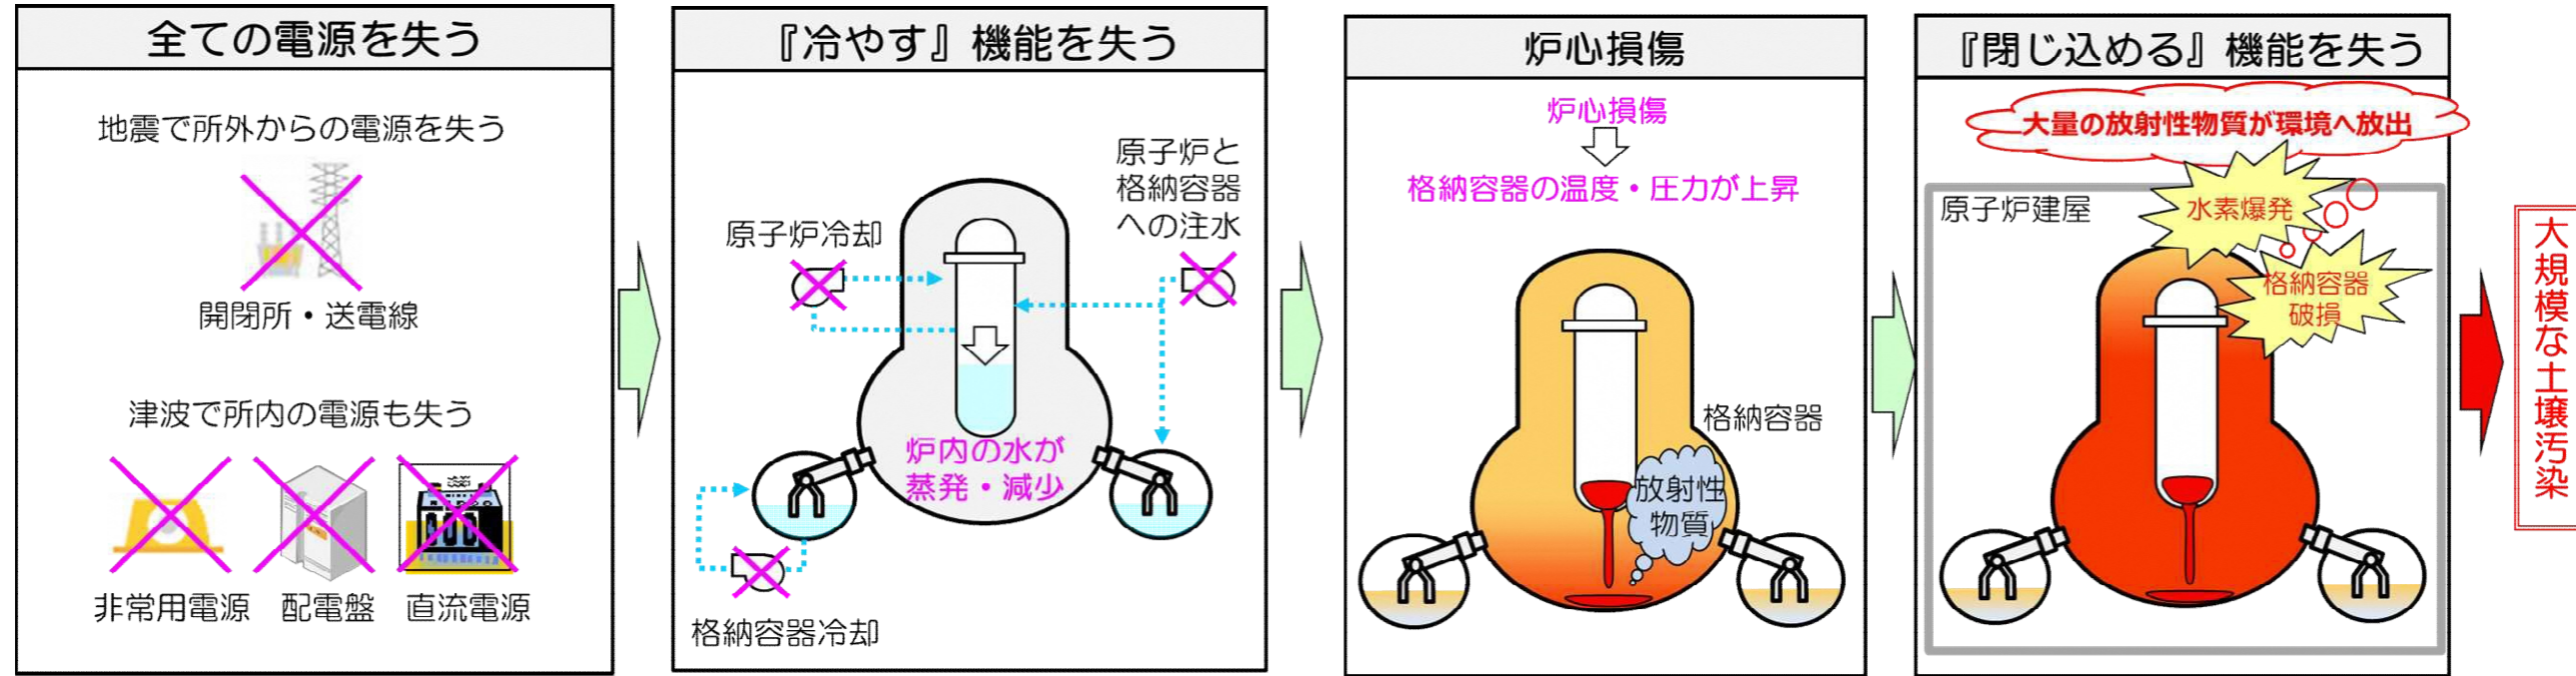 全ての電源を失う
地震で所外からの電源を失う
開閉所・送電線
津波で所内の電源も失う
非常用電源
配電盤
直流電源
『冷やす』機能を失う
原子炉冷却
原子炉と
格納容器
への注水
炉内の水が
蒸発・減少
格納容器冷却
炉心損傷
炉心損傷
格納容器の温度・圧力が上昇
格納容器
放射性
物質
『閉じ込める』機能を失う
大量の放射性物質が環境へ放出
原子炉建屋
水素爆発
格納容器
破損
大規模な土壌汚染